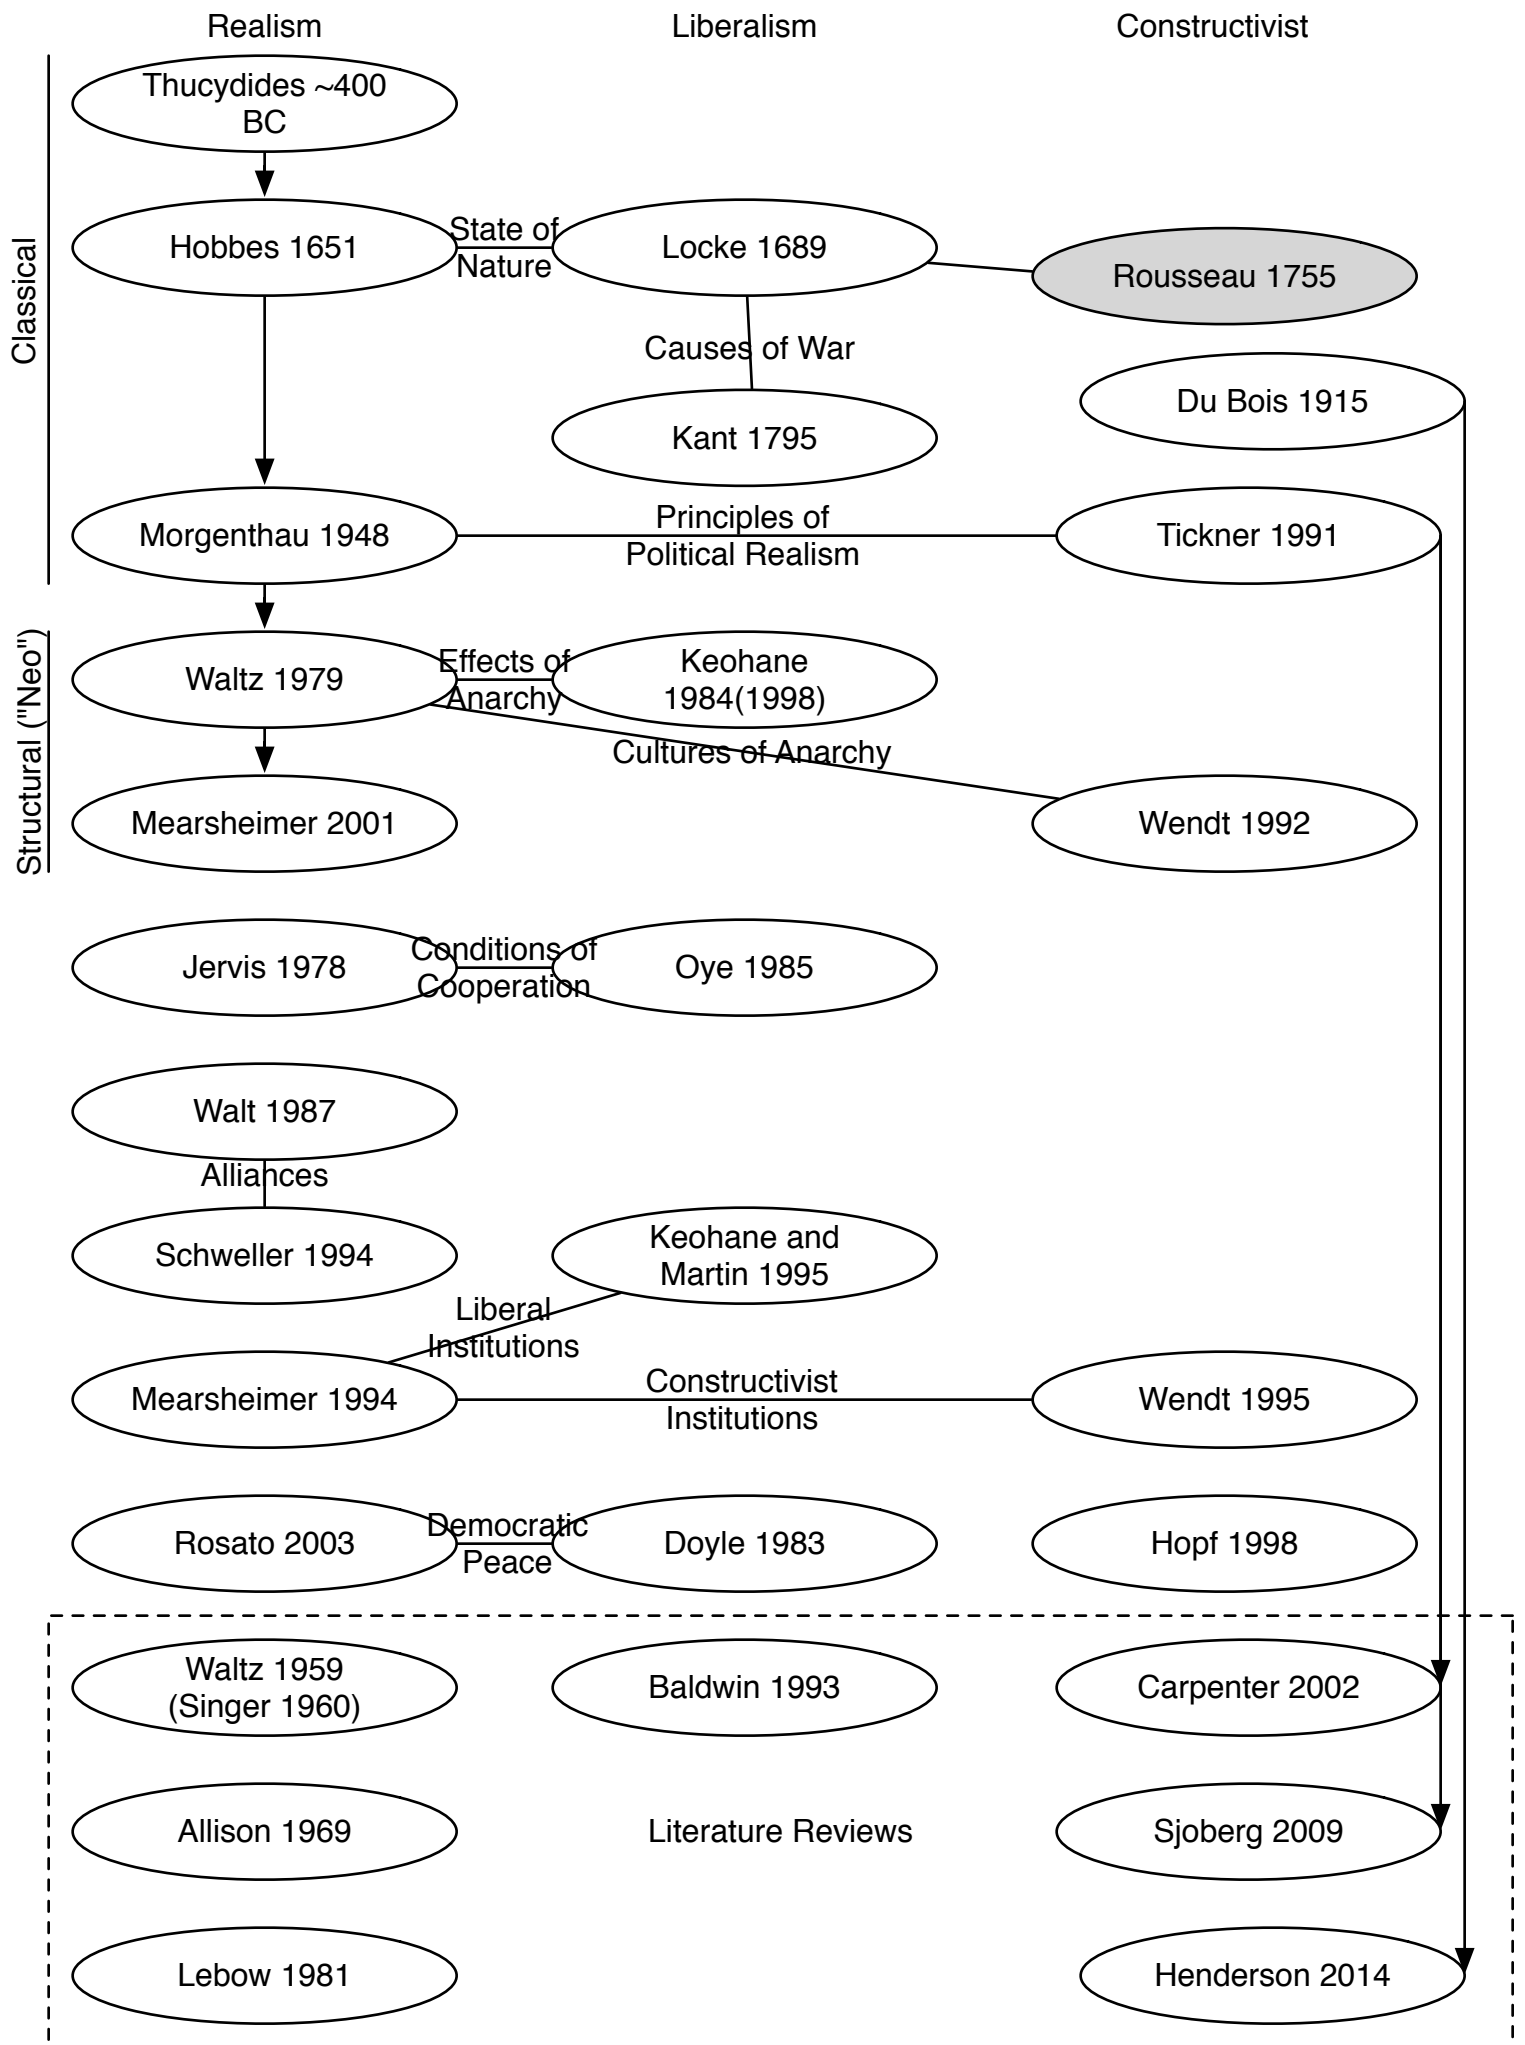 Realism
Liberalism
Constructivist
Classical
Thucydides ~400
BC
Hobbes 1651
State of
Nature
Locke 1689
Rousseau 1755
Causes of War
Du Bois 1915
Kant 1795
Morgenthau 1948
Principles of
Political Realism
Tickner 1991
Structural ("Neo")
Waltz 1979
Effects of
Anarchy
Keohane
1984(1998)
Cultures of Anarchy
Mearsheimer 2001
Wendt 1992
Jervis 1978
Conditions of
Cooperation
Oye 1985
Walt 1987
Alliances
Schweller 1994
Keohane and
Martin 1995
Liberal
Institutions
Mearsheimer 1994
Constructivist
Institutions
Wendt 1995
Rosato 2003
Democratic
Peace
Doyle 1983
Hopf 1998
Waltz 1959
(Singer 1960)
Baldwin 1993
Carpenter 2002
Allison 1969
Literature Reviews
Sjoberg 2009
Lebow 1981
Henderson 2014